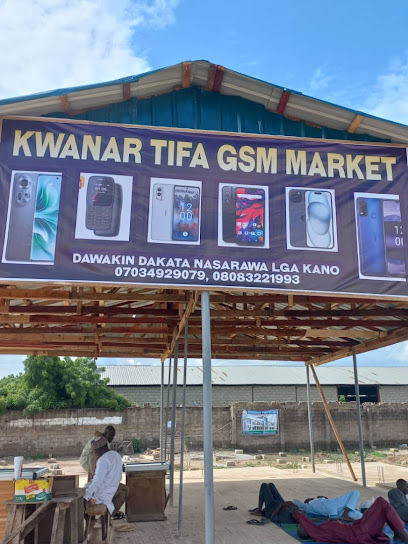 KWANAR TIFA GSM MARKET
DAWAKIN DAKATA NASARAWA LGA KANO
07034929079, 08083221993